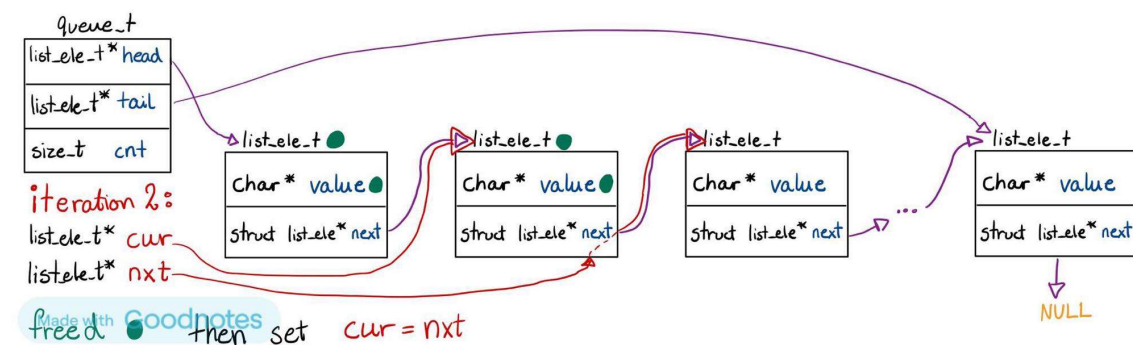 queue_t
list_ele_t* head
list_ele_t* tail
size_t cnt
list_ele_t
Char* value
struct list_ele* next
list_ele_t
Char* value
struct list_ele* next
list_ele_t
Char* value
struct list_ele* next
...
list_ele_t
Char* value
struct list_ele* next
NULL
iteration 2:
list_ele_t* cur
list_ele_t* nxt
Made with Goodnotes
freed then set cur = nxt